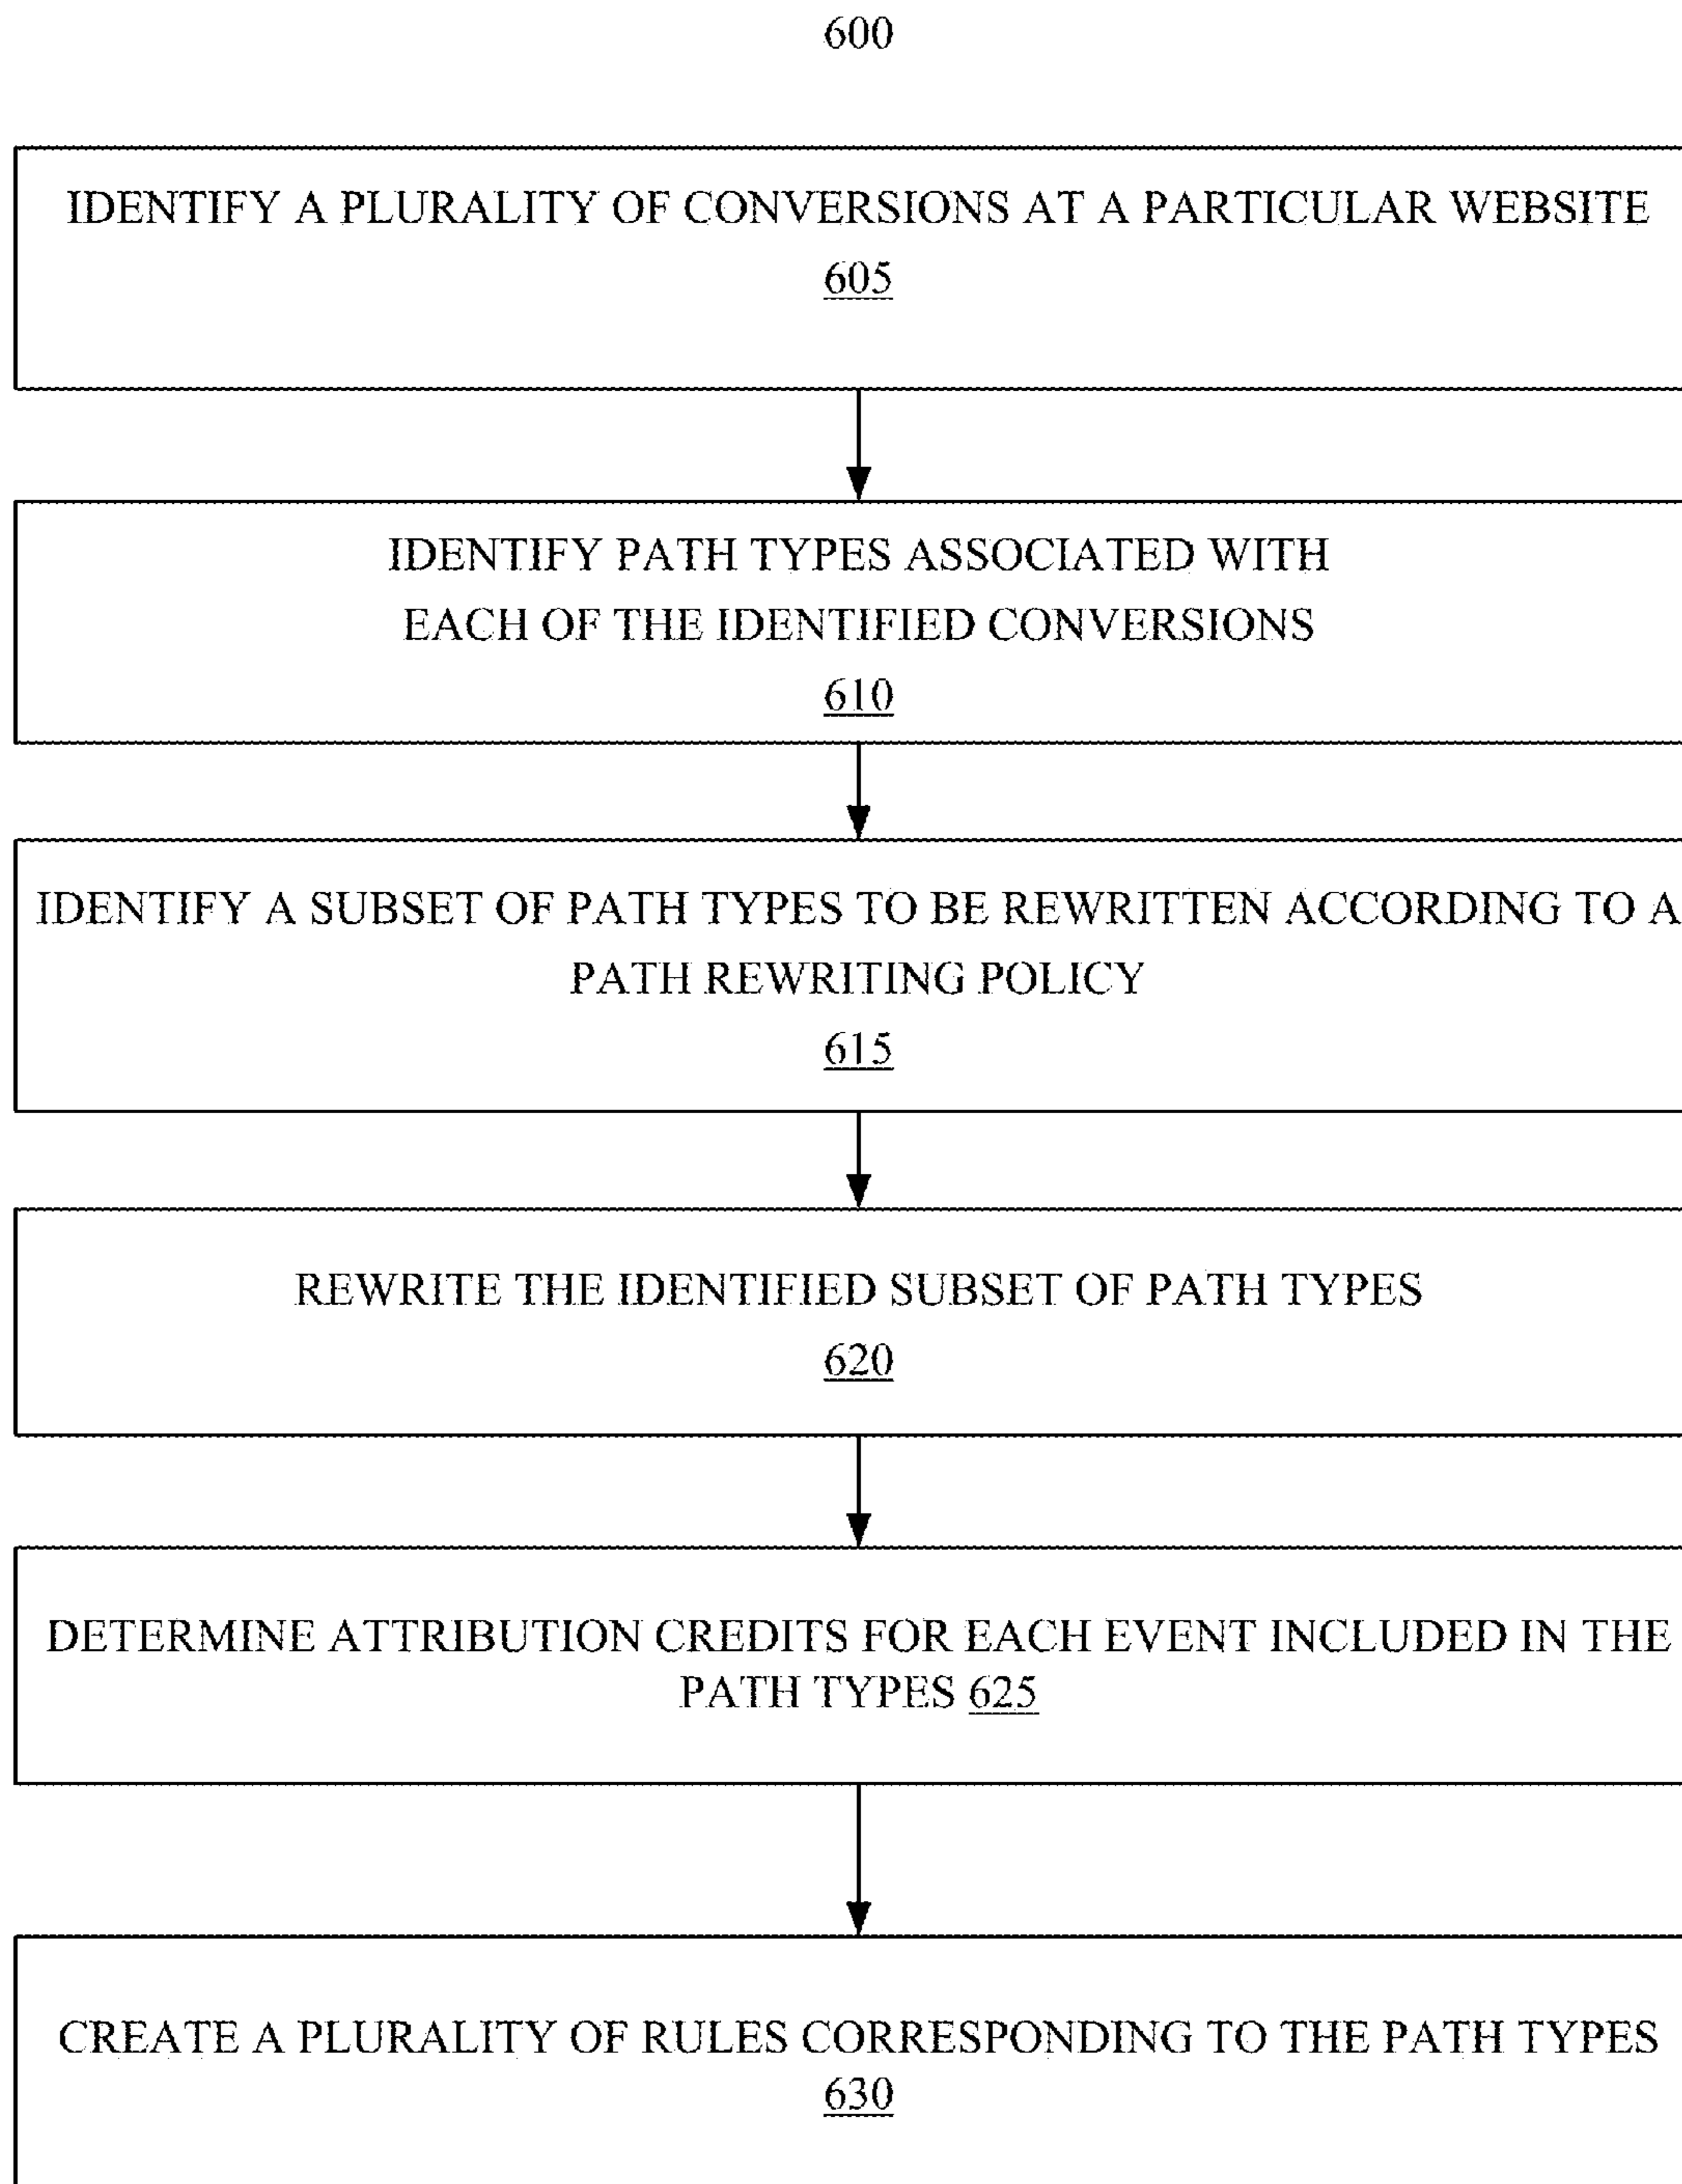 600
IDENTIFY A PLURALITY OF CONVERSIONS AT A PARTICULAR WEBSITE
605
IDENTIFY PATH TYPES ASSOCIATED WITH
EACH OF THE IDENTIFIED CONVERSIONS
610
IDENTIFY A SUBSET OF PATH TYPES TO BE REWRITTEN ACCORDING TO A
PATH REWRITING POLICY
615
REWRITE THE IDENTIFIED SUBSET OF PATH TYPES
620
DETERMINE ATTRIBUTION CREDITS FOR EACH EVENT INCLUDED IN THE
PATH TYPES 625
CREATE A PLURALITY OF RULES CORRESPONDING TO THE PATH TYPES
630